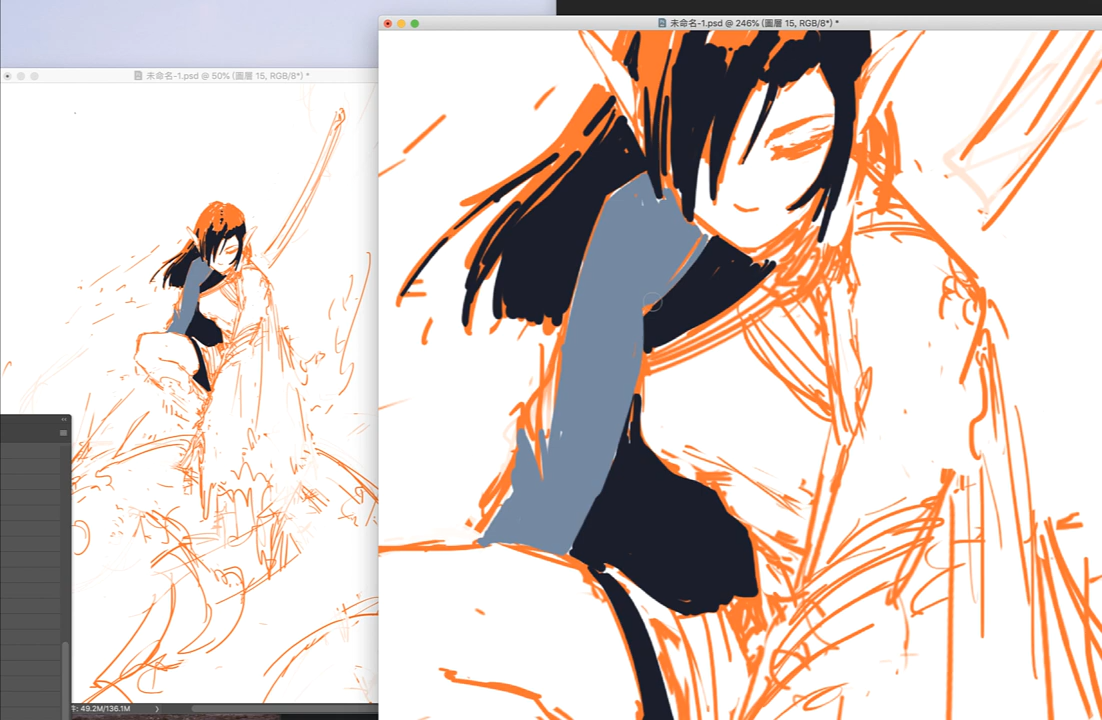 未命名-1.psd @ 246% (圖層 15, RGB/8*) *
未命名-1.psd @ 50% (圖層 15, RGB/8*) *
49.2M/136.1M